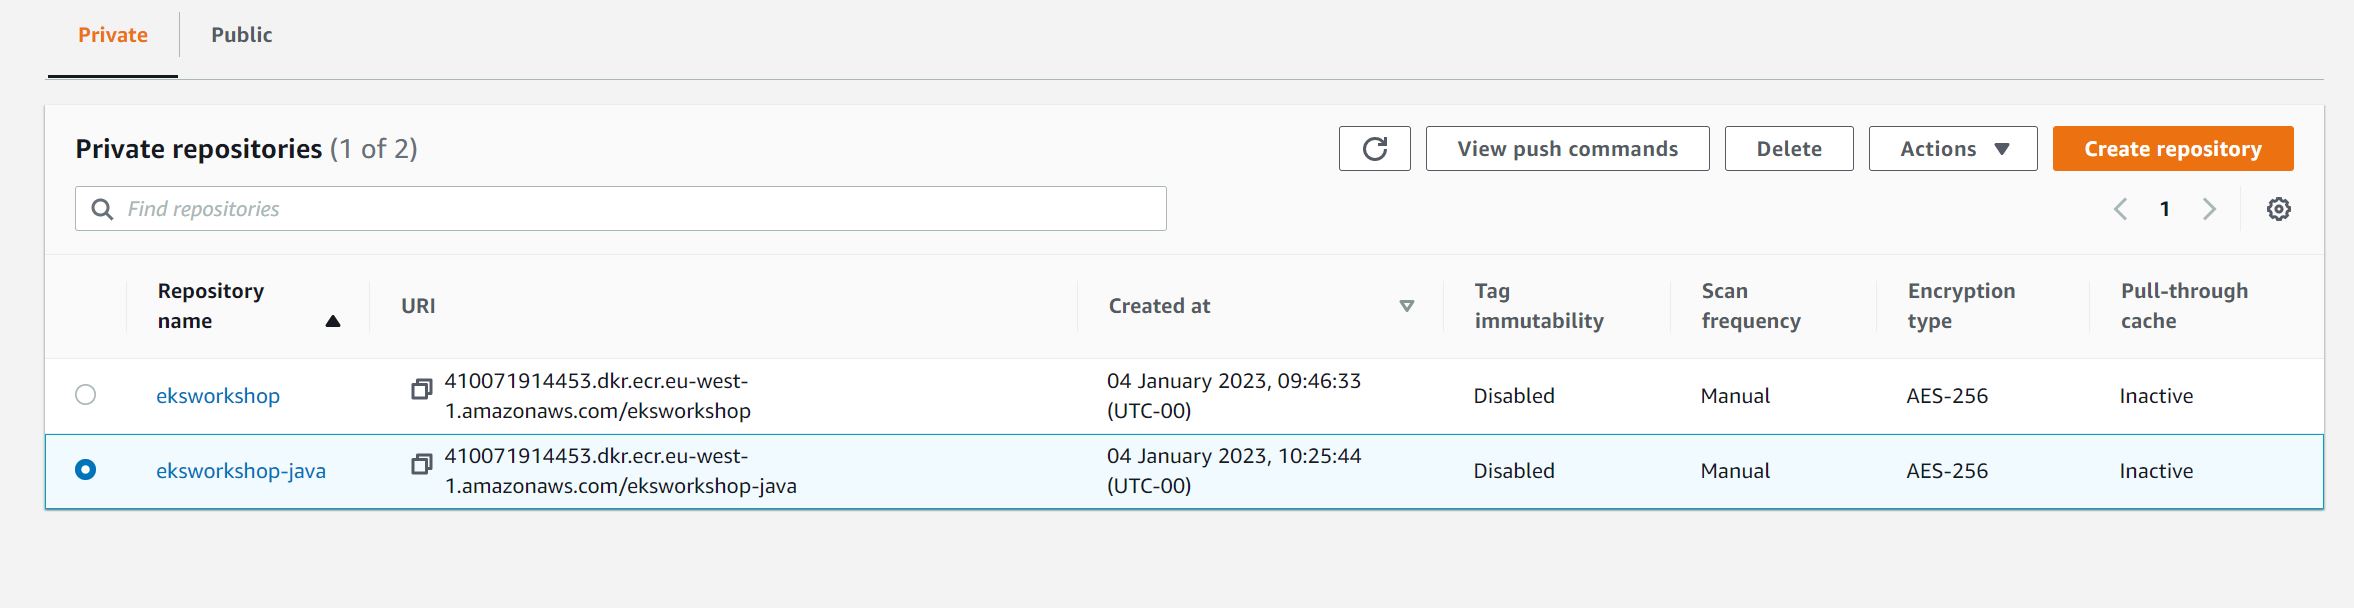 Private Public
Private repositories (1 of 2) View push commands Delete Actions Create repository
Find repositories 1
Repository name URI Created at Tag immutability Scan frequency Encryption type Pull-through cache
eksworkshop 410071914453.dkr.ecr.eu-west-
1.amazonaws.com/eksworkshop 04 January 2023, 09:46:33
(UTC-00) Disabled Manual AES-256 Inactive
eksworkshop-java 410071914453.dkr.ecr.eu-west-
1.amazonaws.com/eksworkshop-java 04 January 2023, 10:25:44
(UTC-00) Disabled Manual AES-256 Inactive